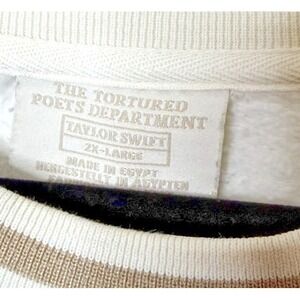 THE TORTURED
POETS DEPARTMENT
TAYLOR SWIFT
2X-LARGE
MADE IN EGYPT
HERGESTELLT IN ÄGYPTEN